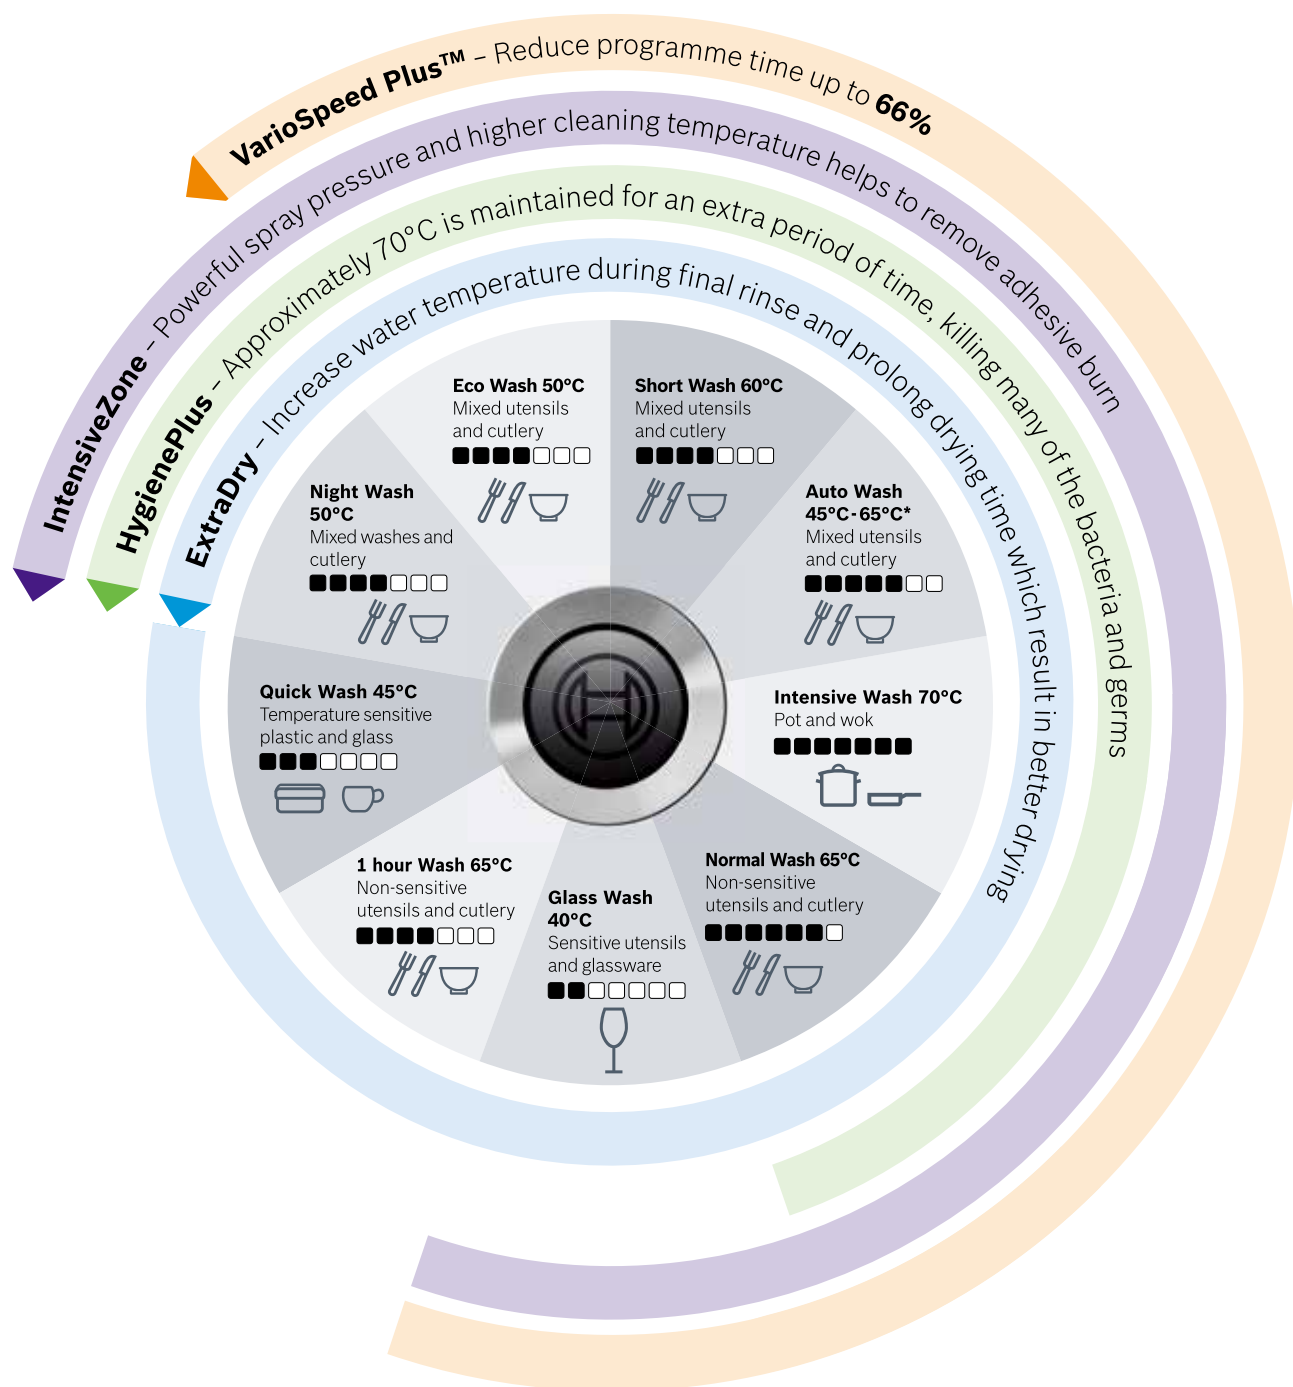 VarioSpeed Plus™ – Reduce programme time up to 66%
IntensiveZone – Powerful spray pressure and higher cleaning temperature helps to remove adhesive burn
HygienePlus – Approximately 70°C is maintained for an extra period of time, killing many of the bacteria and germs
ExtraDry – Increase water temperature during final rinse and prolong drying time which result in better drying
Eco Wash 50°C
Mixed utensils
and cutlery
Short Wash 60°C
Mixed utensils
and cutlery
Night Wash
50°C
Mixed washes and
cutlery
Auto Wash
45°C-65°C*
Mixed utensils
and cutlery
Quick Wash 45°C
Temperature sensitive
plastic and glass
Intensive Wash 70°C
Pot and wok
1 hour Wash 65°C
Non-sensitive
utensils and cutlery
Glass Wash
40°C
Sensitive utensils
and glassware
Normal Wash 65°C
Non-sensitive
utensils and cutlery